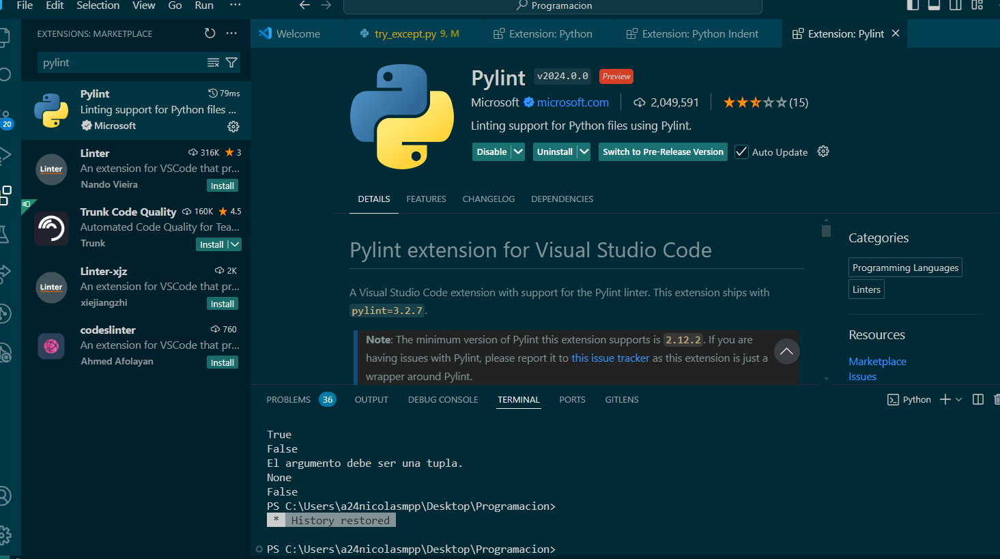 File Edit Selection View Go Run ···
Programacion
EXTENSIONS: MARKETPLACE
pylint
20
Pylint 79ms
Linting support for Python files ...
Microsoft
Linter 316K 3
Linter
An extension for VSCode that pr...
Nando Vieira Install
Trunk Code Quality 160K 4.5
Automated Code Quality for Tea...
Trunk Install
Linter-xjz 2K
Linter
An extension for VSCode that pr...
xiejiangzhi Install
codeslinter 760
An extension for VSCode that pr...
Ahmed Afolayan Install
Welcome try_except.py 9, M Extension: Python Extension: Python Indent Extension: Pylint
Pylint v2024.0.0 Preview
Microsoft microsoft.com 2,049,591 (15)
Linting support for Python files using Pylint.
Disable Uninstall Switch to Pre-Release Version Auto Update
DETAILS FEATURES CHANGELOG DEPENDENCIES
Pylint extension for Visual Studio Code
A Visual Studio Code extension with support for the Pylint linter. This extension ships with
pylint=3.2.7.
Note: The minimum version of Pylint this extension supports is 2.12.2. If you are
having issues with Pylint, please report it to this issue tracker as this extension is just a
wrapper around Pylint.
Categories
Programming Languages
Linters
Resources
Marketplace
Issues
PROBLEMS 36 OUTPUT DEBUG CONSOLE TERMINAL PORTS GITLENS Python
True
False
El argumento debe ser una tupla.
None
False
PS C:\Users\a24nicolasmpp\Desktop\Programacion>
* History restored
PS C:\Users\a24nicolasmpp\Desktop\Programacion>